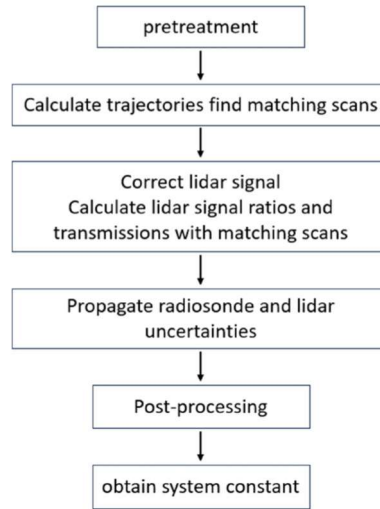 pretreatment
Calculate trajectories find matching scans
Correct lidar signal
Calculate lidar signal ratios and
transmissions with matching scans
Propagate radiosonde and lidar
uncertainties
Post-processing
obtain system constant